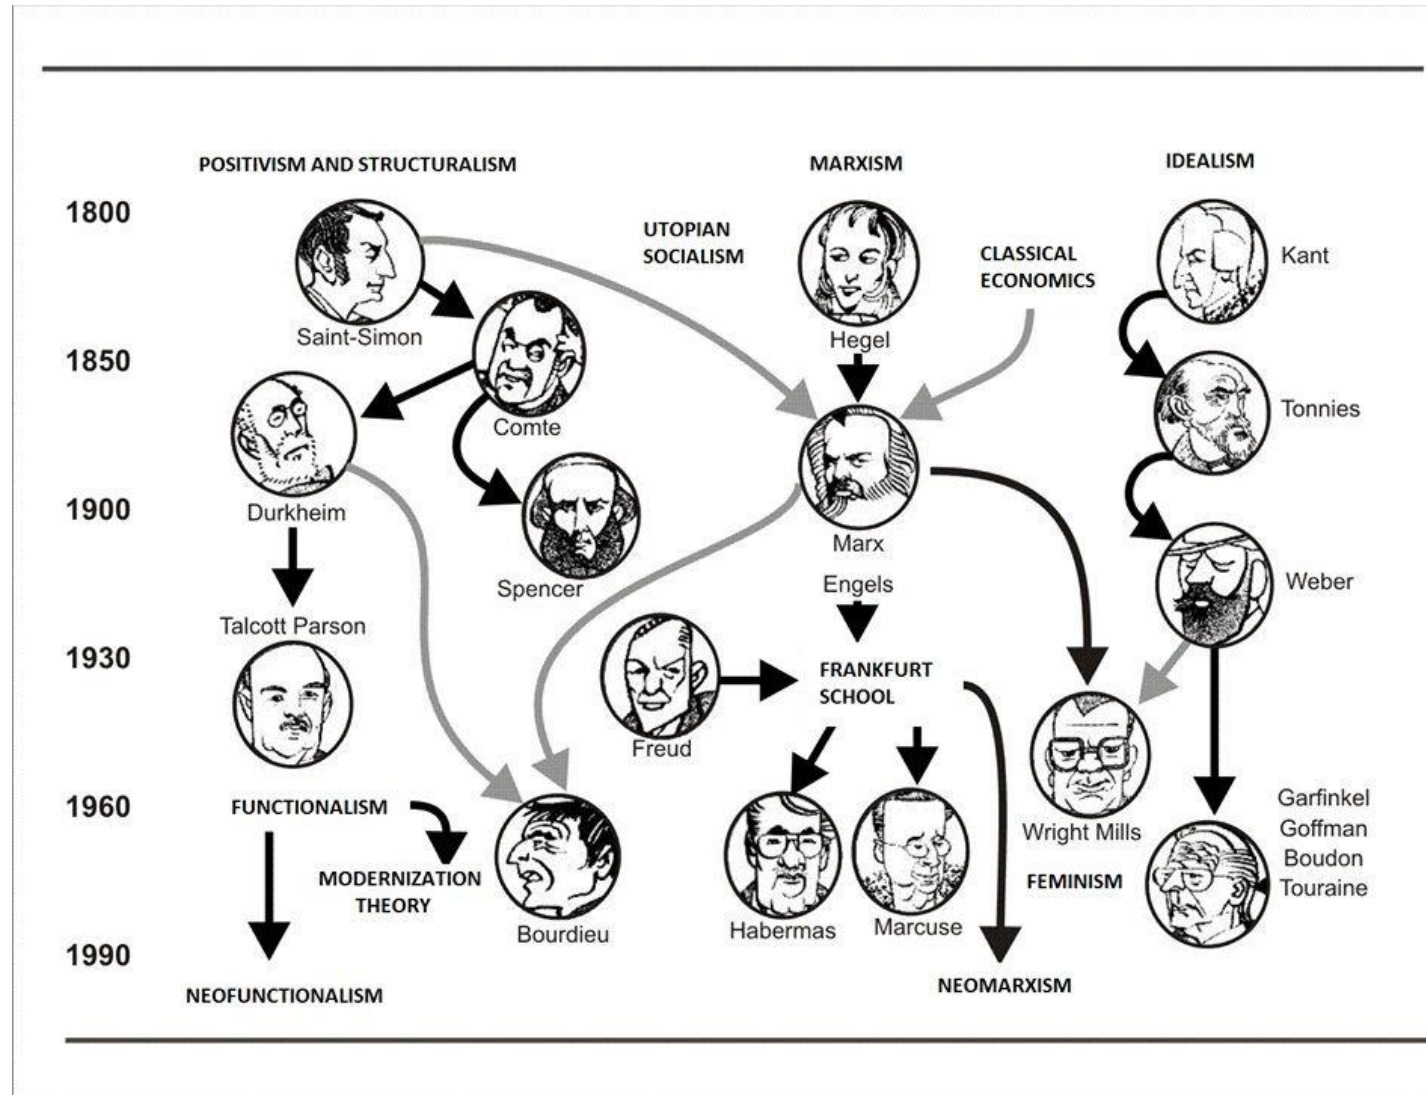 POSITIVISM AND STRUCTURALISM
MARXISM
IDEALISM
1800
UTOPIAN
SOCIALISM
CLASSICAL
ECONOMICS
Kant
Saint-Simon
Hegel
1850
Comte
Tonnies
Durkheim
1900
Marx
Spencer
Engels
Weber
Talcott Parson
1930
FRANKFURT
SCHOOL
Freud
1960
FUNCTIONALISM
MODERNIZATION
THEORY
Wright Mills
Garfinkel
Goffman
Boudon
Touraine
FEMINISM
Bourdieu
Habermas
Marcuse
1990
NEOFUNCTIONALISM
NEOMARXISM